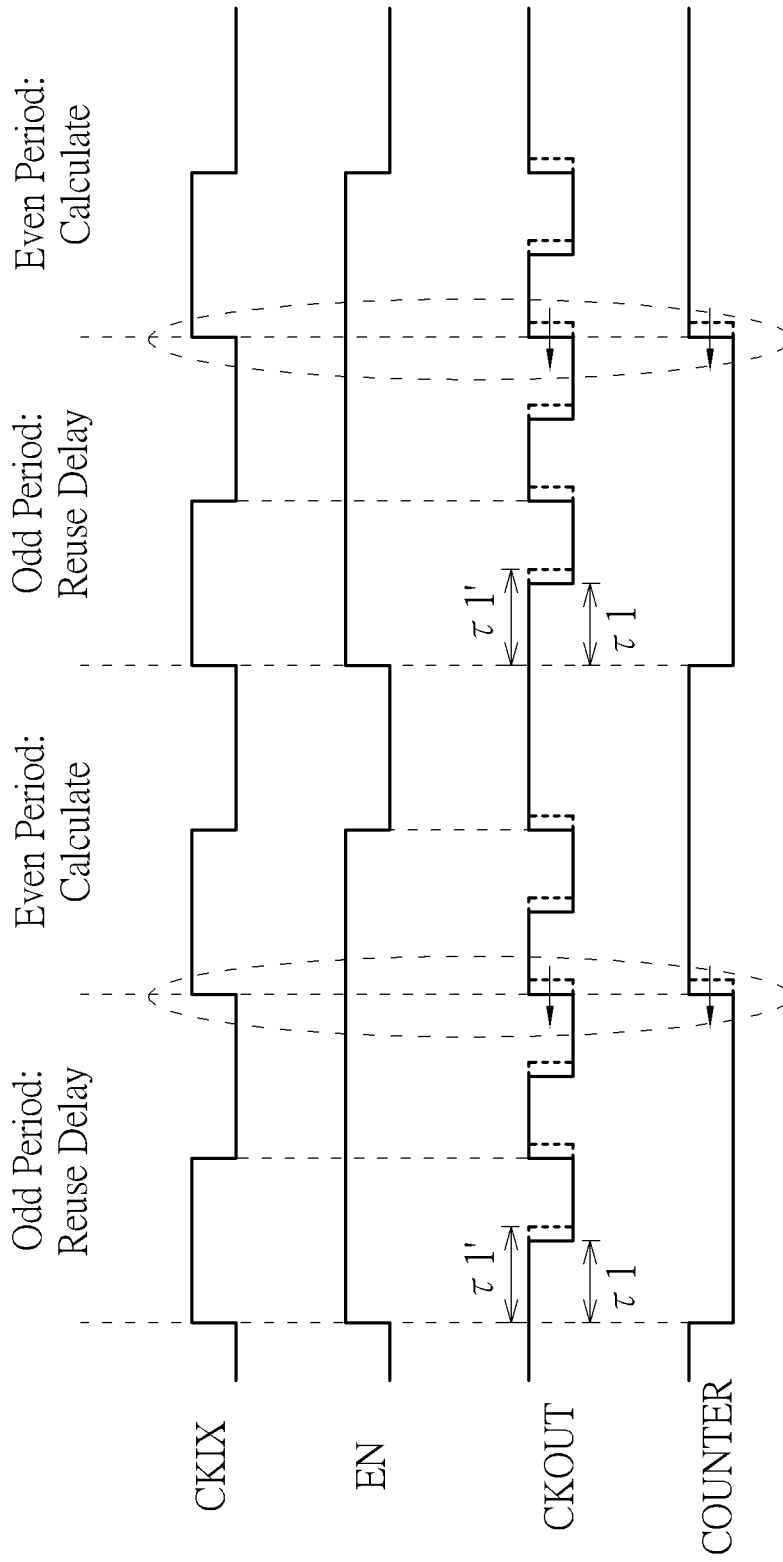 Odd Period:
Reuse Delay
Even Period:
Calculate
Odd Period:
Reuse Delay
Even Period:
Calculate
CKIX
EN
CKOUT
τ 1'
τ 1
τ 1'
τ 1
COUNTER